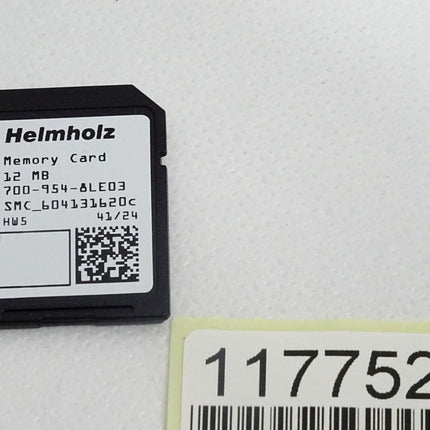 Helmholz
Memory Card
12 MB
700-954-8LE03
SMC_604131620c
HW5 41/24
117752